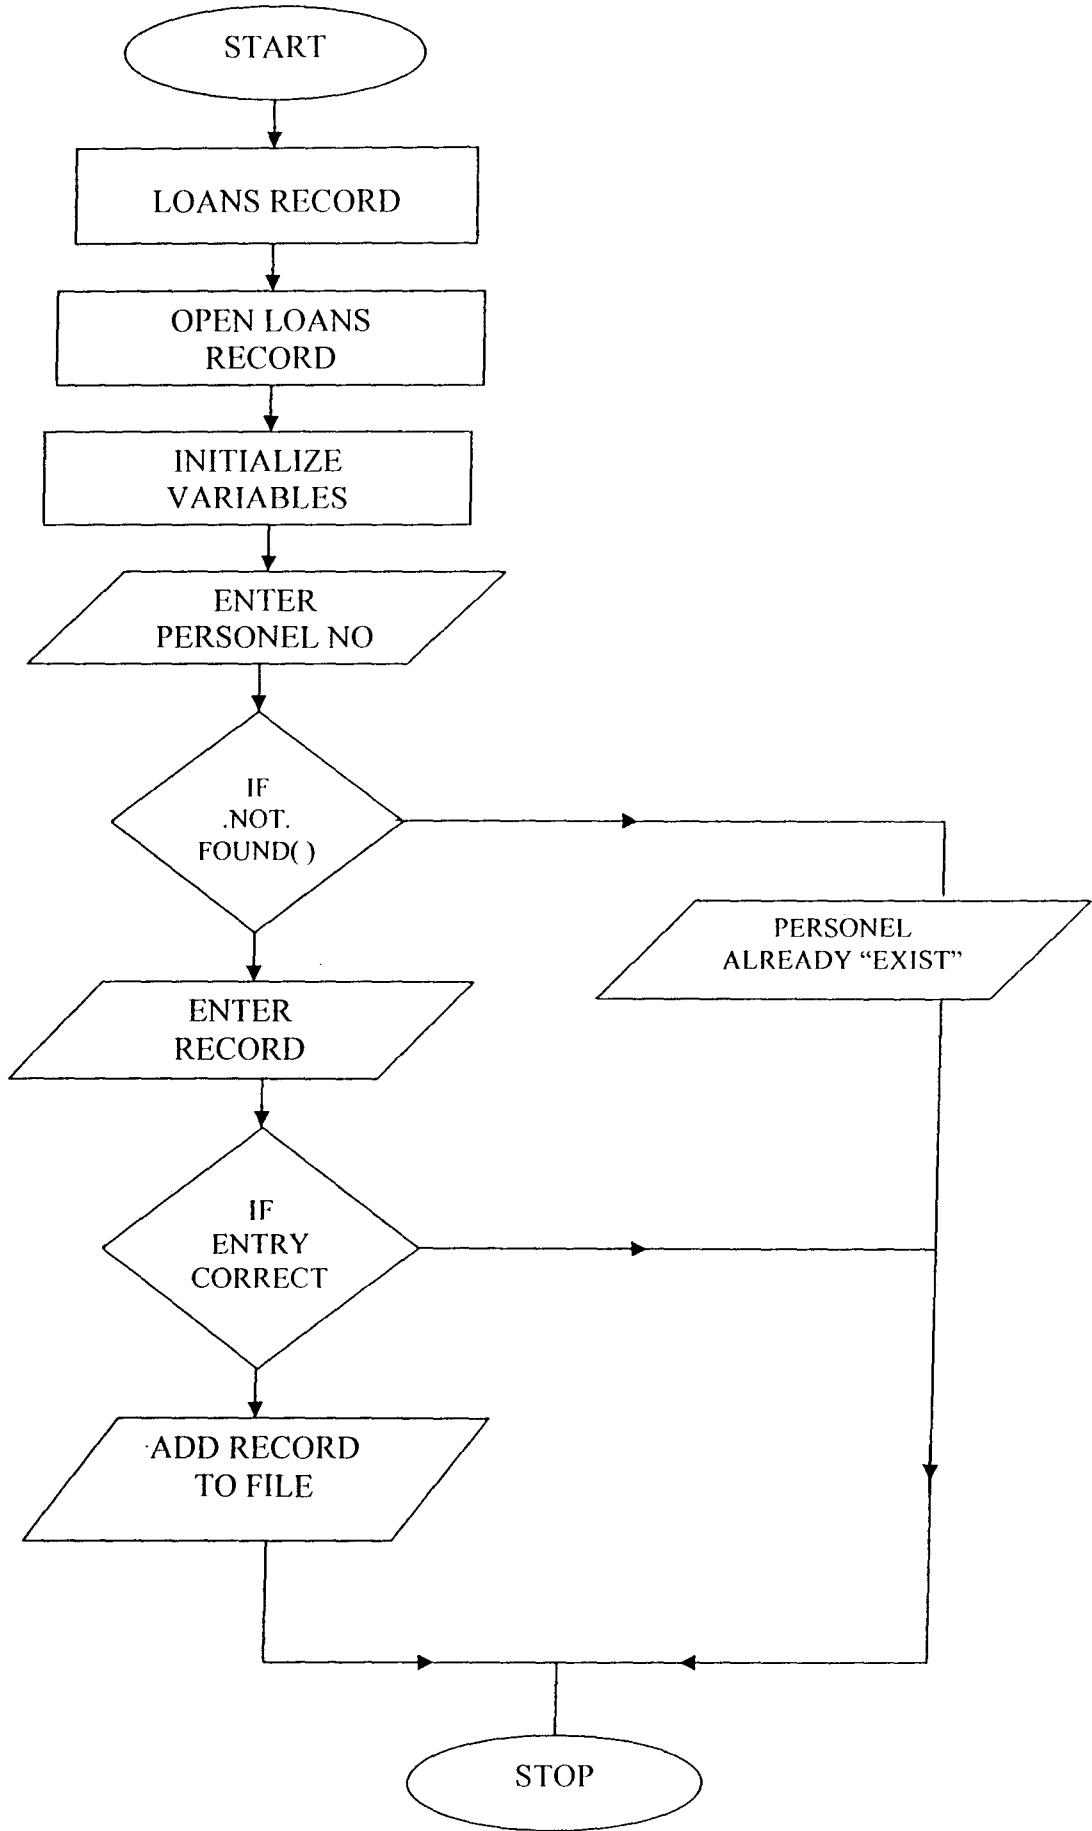 START
LOANS RECORD
OPEN LOANS
RECORD
INITIALIZE
VARIABLES
ENTER
PERSONEL NO
IF
.NOT.
FOUND( )
PERSONEL
ALREADY “EXIST”
ENTER
RECORD
IF
ENTRY
CORRECT
ADD RECORD
TO FILE
STOP